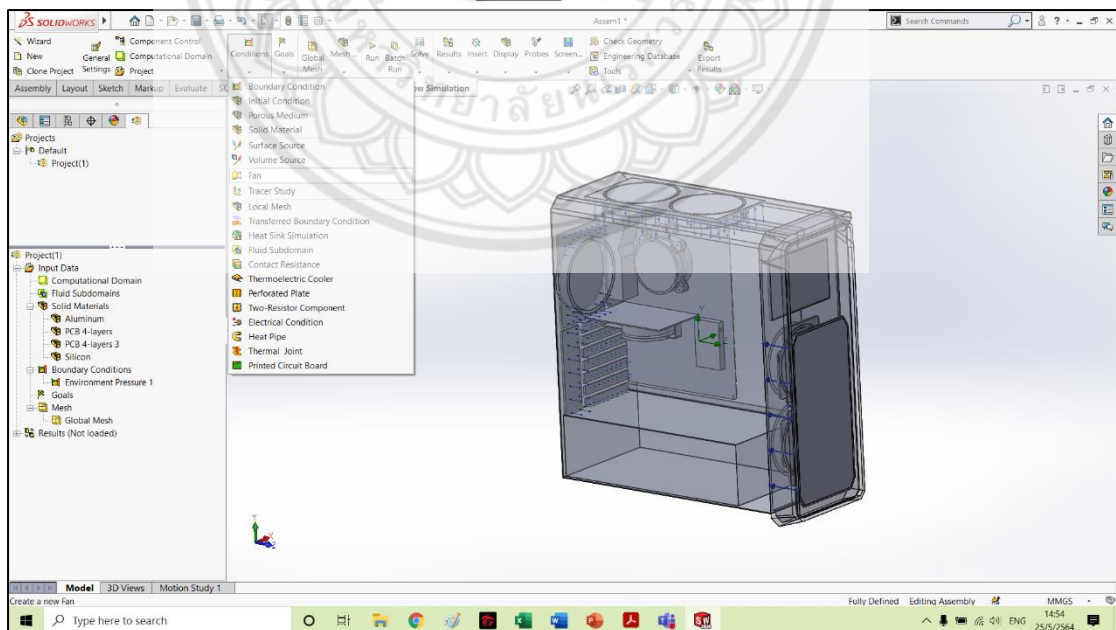 SOLIDWORKS
Assem1 *
Search Commands
Wizard
New
Clone Project
General Settings
Component Control
Computational Domain
Project
Conditions
Goals
Global Mesh
Mesh...
Run
Batch Run
Solve
Results
Insert
Display
Probes
Screen...
Check Geometry
Engineering Database
Tools
Export Results
Assembly
Layout
Sketch
Markup
Evaluate
ow Simulation
Projects
Default
Project(1)
Boundary Condition
Initial Condition
Porous Medium
Solid Material
Surface Source
Volume Source
Fan
Tracer Study
Local Mesh
Transferred Boundary Condition
Heat Sink Simulation
Fluid Subdomain
Contact Resistance
Thermoelectric Cooler
Perforated Plate
Two-Resistor Component
Electrical Condition
Heat Pipe
Thermal Joint
Printed Circuit Board
Project(1)
Input Data
Computational Domain
Fluid Subdomains
Solid Materials
Aluminum
PCB 4-layers
PCB 4-layers 3
Silicon
Boundary Conditions
Environment Pressure 1
Goals
Mesh
Global Mesh
Results (Not loaded)
Model
3D Views
Motion Study 1
Create a new Fan
Fully Defined
Editing Assembly
MMGS
Type here to search
ENG
14:54
25/5/2564